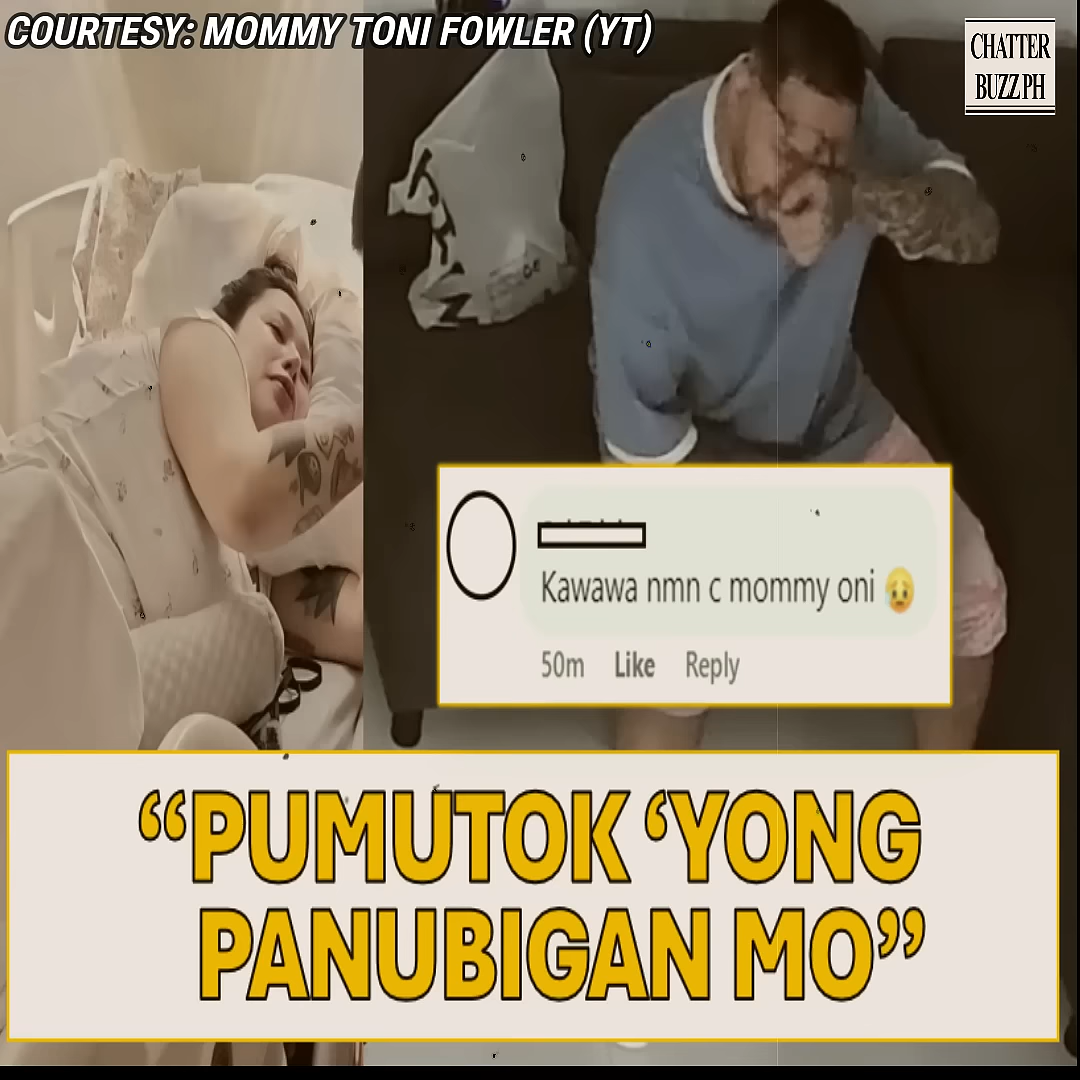 COURTESY: MOMMY TONI FOWLER (YT)
CHATTER
BUZZ PH
Kawawa nmn c mommy oni 😥
50m Like Reply
“PUMUTOK ‘YONG
PANUBIGAN MO”